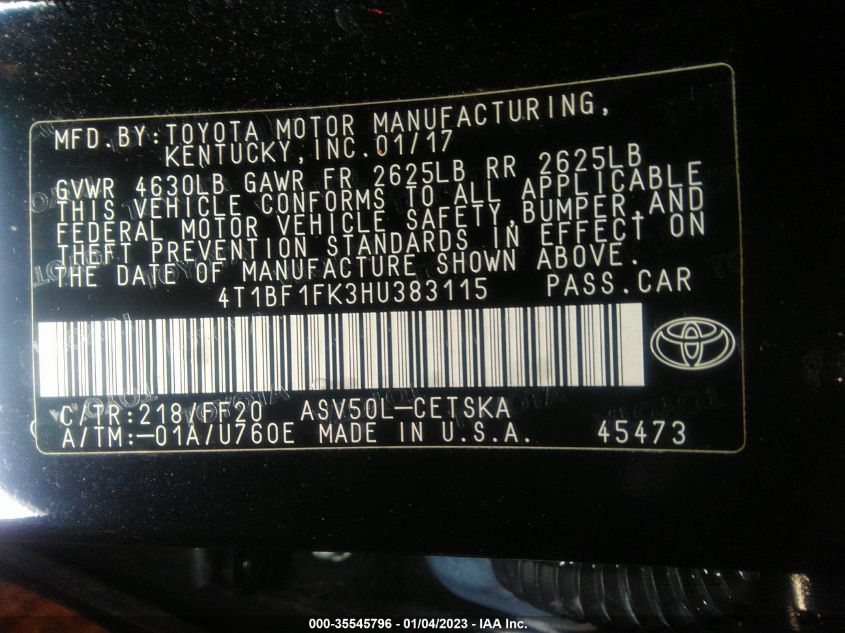 MFD.BY:TOYOTA MOTOR MANUFACTURING,
KENTUCKY,INC.01/17
GVWR 4630LB GAWR FR 2625LB RR 2625LB
THIS VEHICLE CONFORMS TO ALL APPLICABLE
FEDERAL MOTOR VEHICLE SAFETY,BUMPER,AND
THEFT PREVENTION STANDARDS IN EFFECT ON
THE DATE OF MANUFACTURE SHOWN ABOVE.
4T1BF1FK3HU383115 PASS.CAR
C/TR:218/FF20 ASV50L-CETSKA
A/TM:-01A/U760E MADE IN U.S.A. 45473
000-35545796 - 01/04/2023 - IAA Inc.